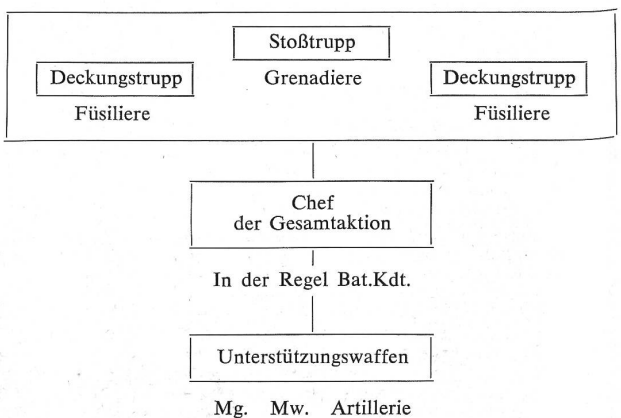 Stoßtrupp
Deckungstrupp Grenadiere Deckungstrupp
Füsiliere Füsiliere
Chef
der Gesamtaktion
In der Regel Bat.Kdt.
Unterstützungswaffen
Mg. Mw. Artillerie